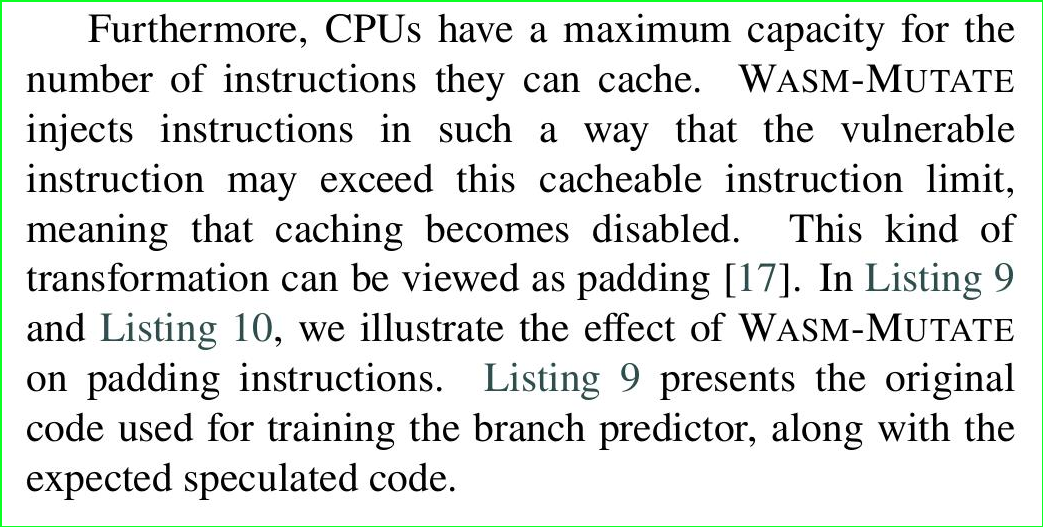 Furthermore, CPUs have a maximum capacity for the
number of instructions they can cache. WASM-MUTATE
injects instructions in such a way that the vulnerable
instruction may exceed this cacheable instruction limit,
meaning that caching becomes disabled. This kind of
transformation can be viewed as padding [17]. In Listing 9
and Listing 10, we illustrate the effect of WASM-MUTATE
on padding instructions. Listing 9 presents the original
code used for training the branch predictor, along with the
expected speculated code.